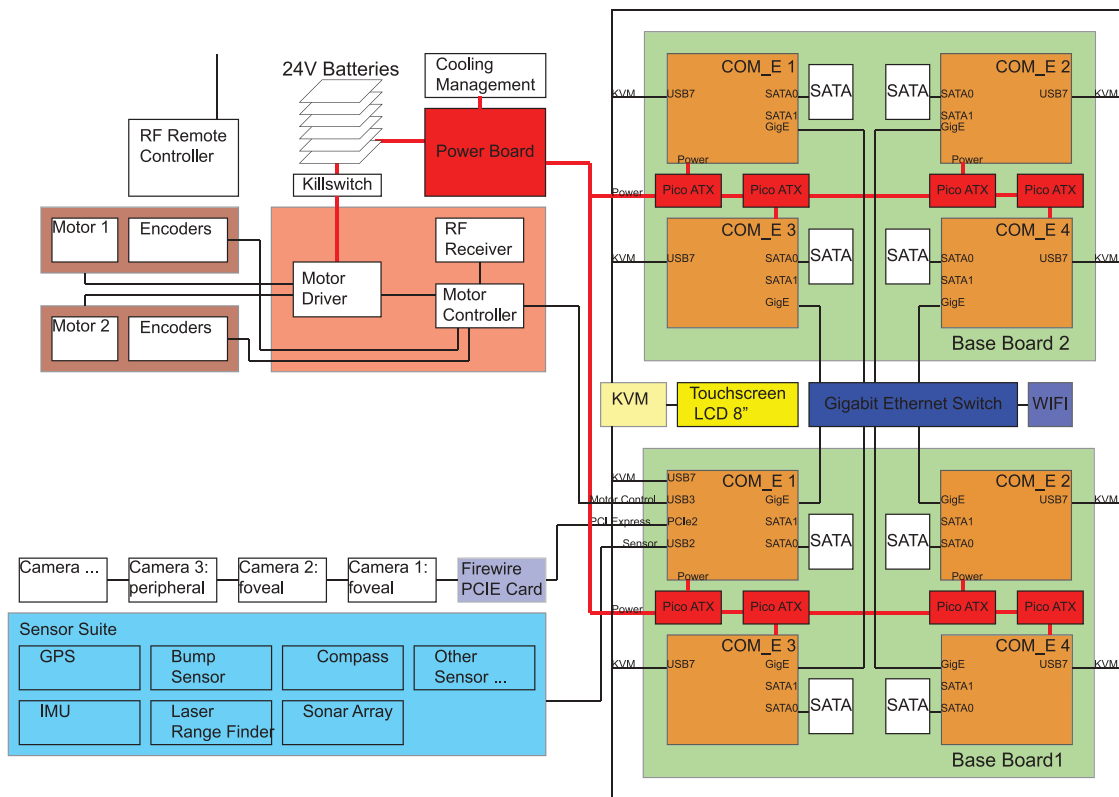 24V Batteries
Cooling
Management
RF Remote
Controller
Power Board
Killswitch
Motor 1
Encoders
RF
Receiver
Motor
Driver
Motor
Controller
Motor 2
Encoders
COM_E 1
KVM
USB7
SATA0
SATA1
GigE
SATA
Power
COM_E 2
SATA
SATA0
SATA1
GigE
USB7
KVM
Power
Power
Pico ATX
Pico ATX
Pico ATX
Pico ATX
COM_E 3
KVM
USB7
SATA0
SATA1
GigE
SATA
COM_E 4
SATA
SATA0
SATA1
GigE
USB7
KVM
Base Board 2
KVM
Touchscreen
LCD 8”
Gigabit Ethernet Switch
WIFI
COM_E 1
KVM
USB7
Motor Control
USB3
PCI Express
PCIe2
Sensor
USB2
GigE
SATA1
SATA0
SATA
Power
COM_E 2
GigE
SATA1
SATA0
SATA
USB7
KVM
Power
Power
Pico ATX
Pico ATX
Pico ATX
Pico ATX
COM_E 3
KVM
USB7
GigE
SATA1
SATA0
SATA
COM_E 4
GigE
SATA1
SATA0
SATA
USB7
KVM
Base Board1
Camera ...
Camera 3:
peripheral
Camera 2:
foveal
Camera 1:
foveal
Firewire
PCIE Card
Sensor Suite
GPS
Bump
Sensor
Compass
Other
Sensor ...
IMU
Laser
Range Finder
Sonar Array